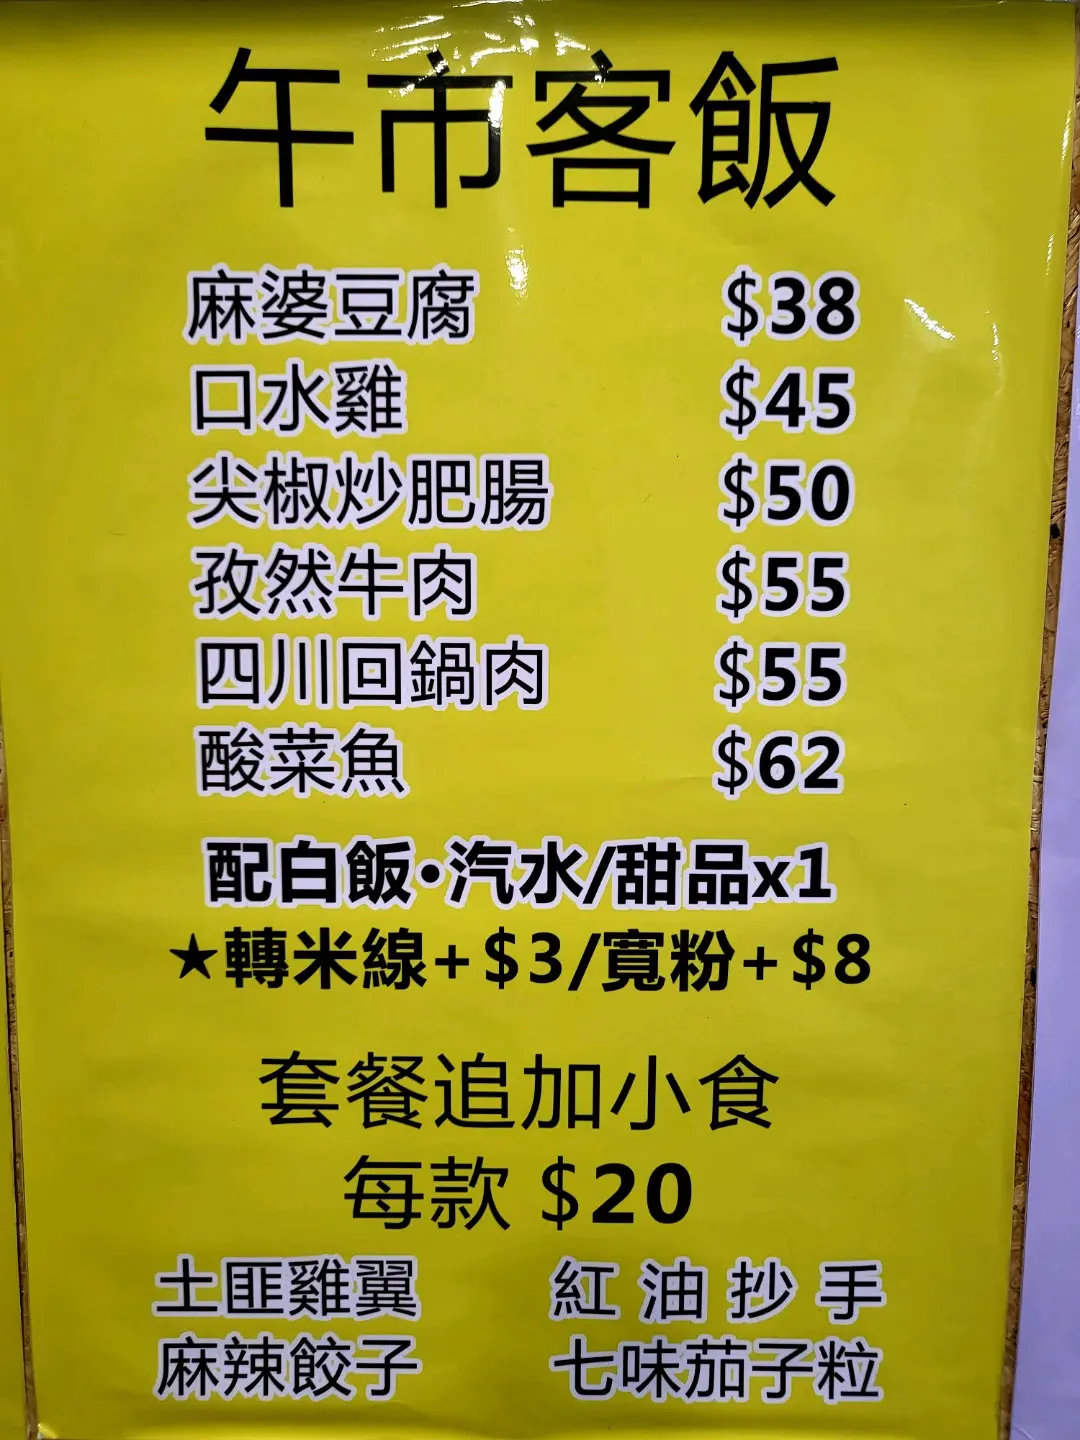 午市客飯
麻婆豆腐 $38
口水雞 $45
尖椒炒肥腸 $50
孜然牛肉 $55
四川回鍋肉 $55
酸菜魚 $62
配白飯•汽水/甜品x1
★轉米線+$3/寬粉+$8
套餐追加小食
每款 $20
土匪雞翼 紅油抄手
麻辣餃子 七味茄子粒